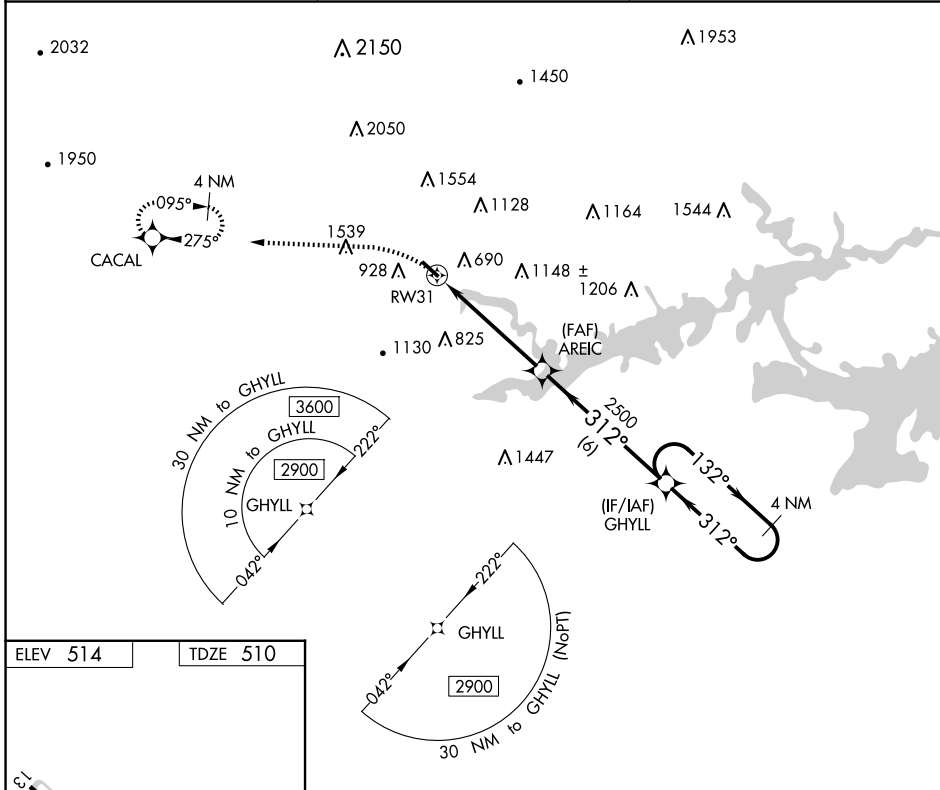 2032
2150
1953
1450
2050
1950
4 NM
1554
095°
1128
1164
1544
275°
1539
CACAL
690
928
1148 ±
1206
RW31
(FAF)
AREIC
825
1130
30 NM to GHYLL
3600
2500
312°
(6)
10 NM to GHYLL
222°
2900
1447
132°
GHYLL
(IF/IAF)
GHYLL
4 NM
312°
042°
222°
GHYLL
042°
2900
30 NM to GHYLL (NoPT)
ELEV 514
TDZE 510
13